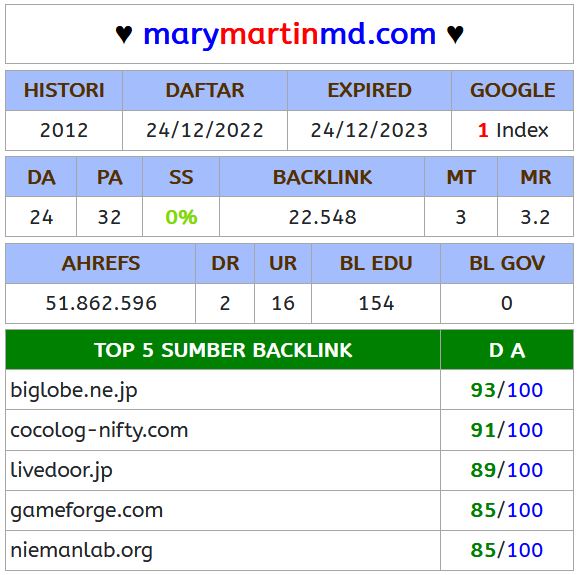 ♥ marymartinmd.com ♥
HISTORI DAFTAR EXPIRED GOOGLE
2012 24/12/2022 24/12/2023 1 Index
DA PA SS BACKLINK MT MR
24 32 0% 22.548 3 3.2
AHREFS DR UR BL EDU BL GOV
51.862.596 2 16 154 0
TOP 5 SUMBER BACKLINK D A
biglobe.ne.jp 93/100
cocolog-nifty.com 91/100
livedoor.jp 89/100
gameforge.com 85/100
niemanlab.org 85/100